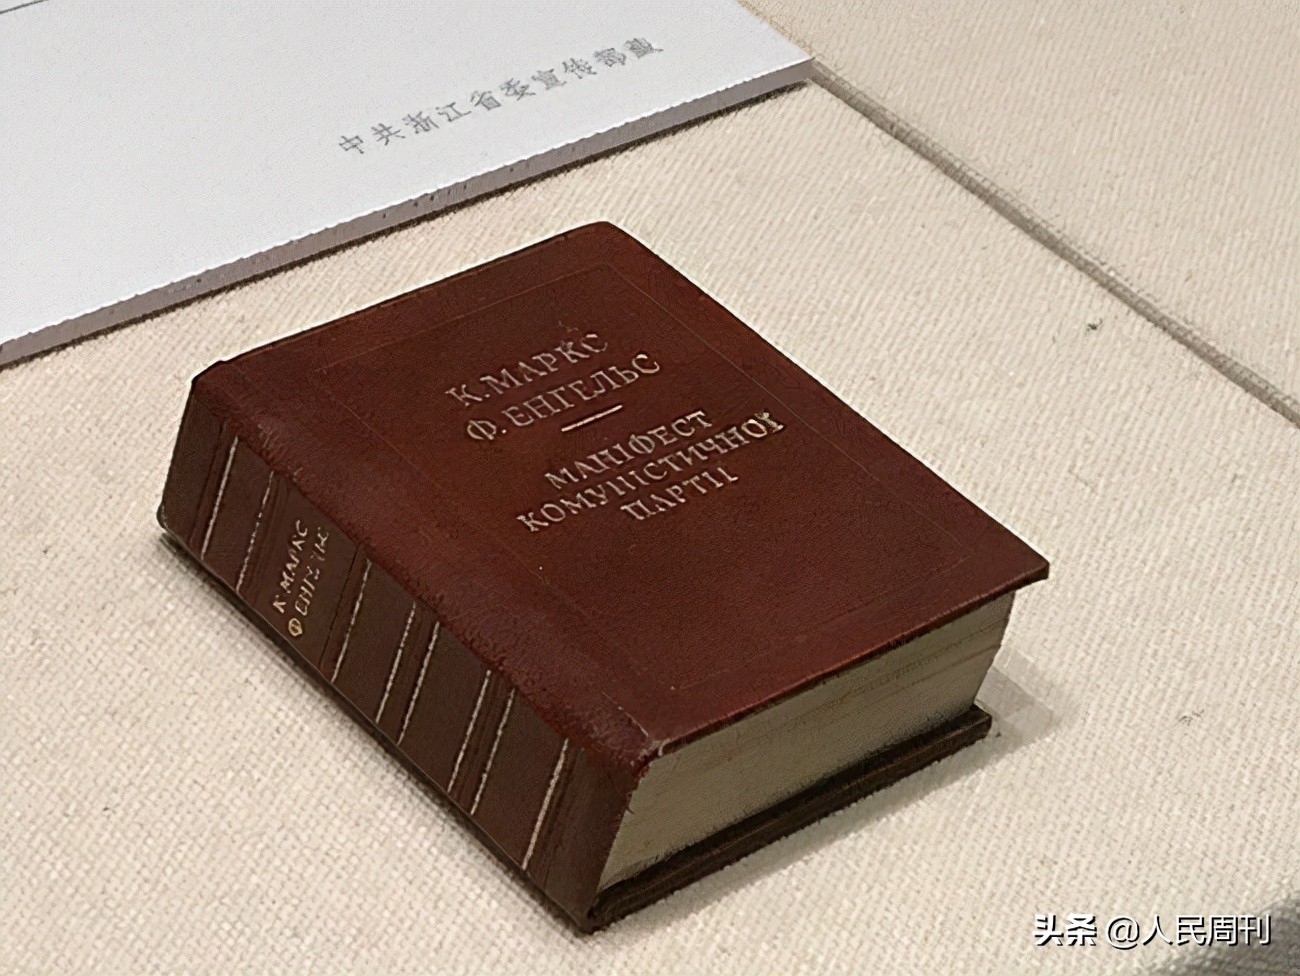 中共浙江省委宣传部藏
К. МАРКС
Ф. ЕНГЕЛЬС
МАНІФЕСТ
КОМУНІСТИЧНОЇ
ПАРТІЇ
К МАРКС
Ф ЕНГЕЛЬС
头条 @人民周刊